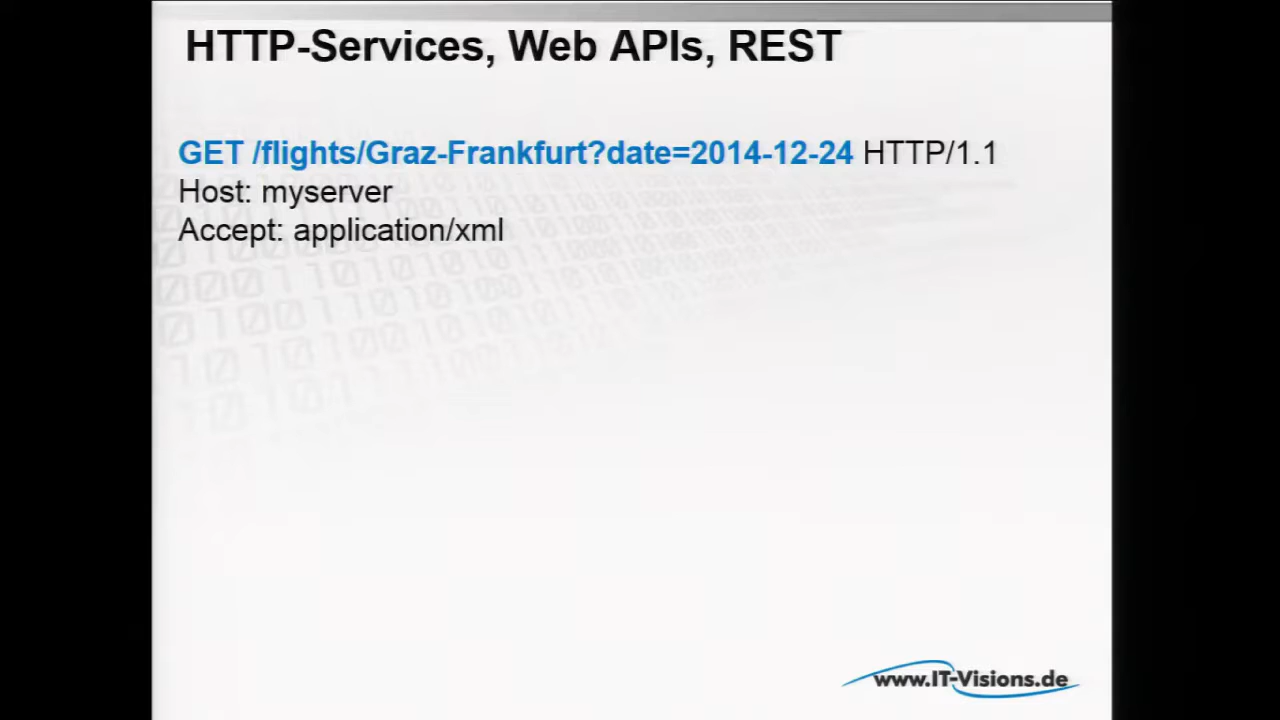 HTTP-Services, Web APIs, REST
GET /flights/Graz-Frankfurt?date=2014-12-24 HTTP/1.1
Host: myserver
Accept: application/xml
www.IT-Visions.de